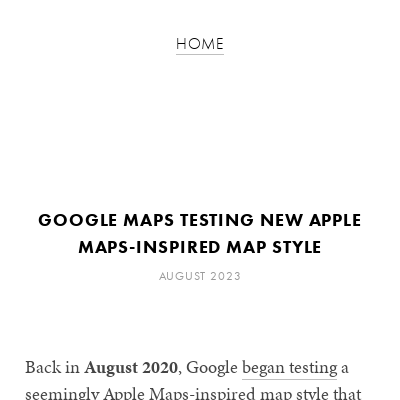 HOME
GOOGLE MAPS TESTING NEW APPLE
MAPS-INSPIRED MAP STYLE
AUGUST 2023
Back in August 2020, Google began testing a
seemingly Apple Maps-inspired map style that